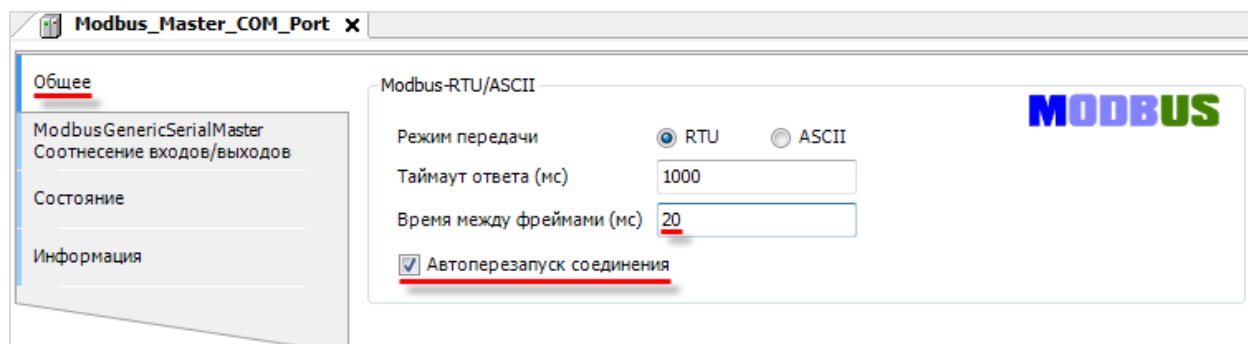 Modbus_Master_COM_Port
Общее
ModbusGenericSerialMaster
Соотнесение входов/выходов
Состояние
Информация
Modbus-RTU/ASCII
MODBUS
Режим передачи RTU ASCII
Таймаут ответа (мс) 1000
Время между фреймами (мс) 20
Автоперезапуск соединения